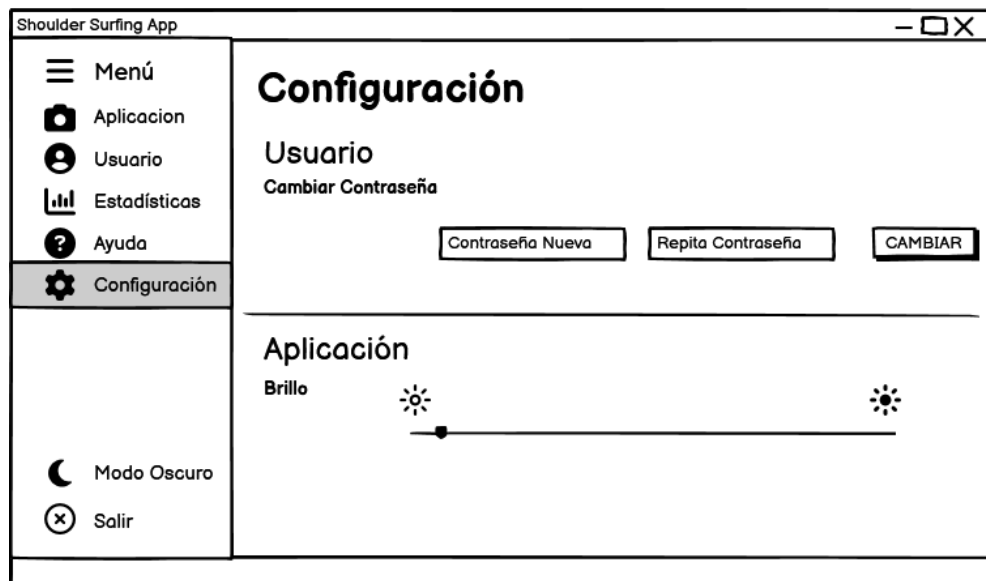 Shoulder Surfing App
Menú
Aplicacion
Usuario
Estadísticas
Ayuda
Configuración
Modo Oscuro
Salir
Configuración
Usuario
Cambiar Contraseña
Contraseña Nueva
Repita Contraseña
CAMBIAR
Aplicación
Brillo